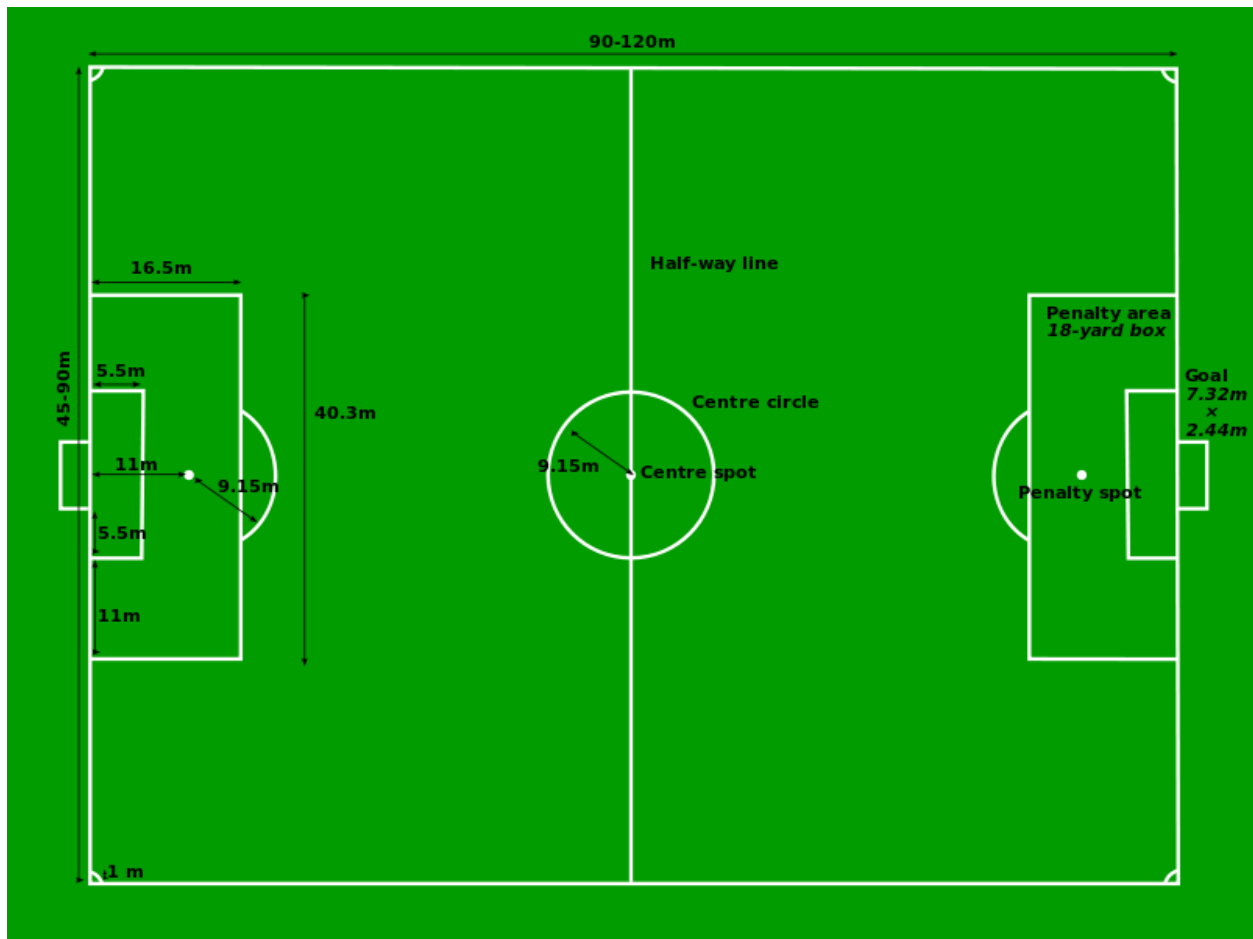 90-120m
Half-way line
16.5m
Penalty area
18-yard box
45-90m
5.5m
Goal
7.32m
×
2.44m
40.3m
Centre circle
11m
9.15m
9.15m
Centre spot
Penalty spot
5.5m
11m
1 m